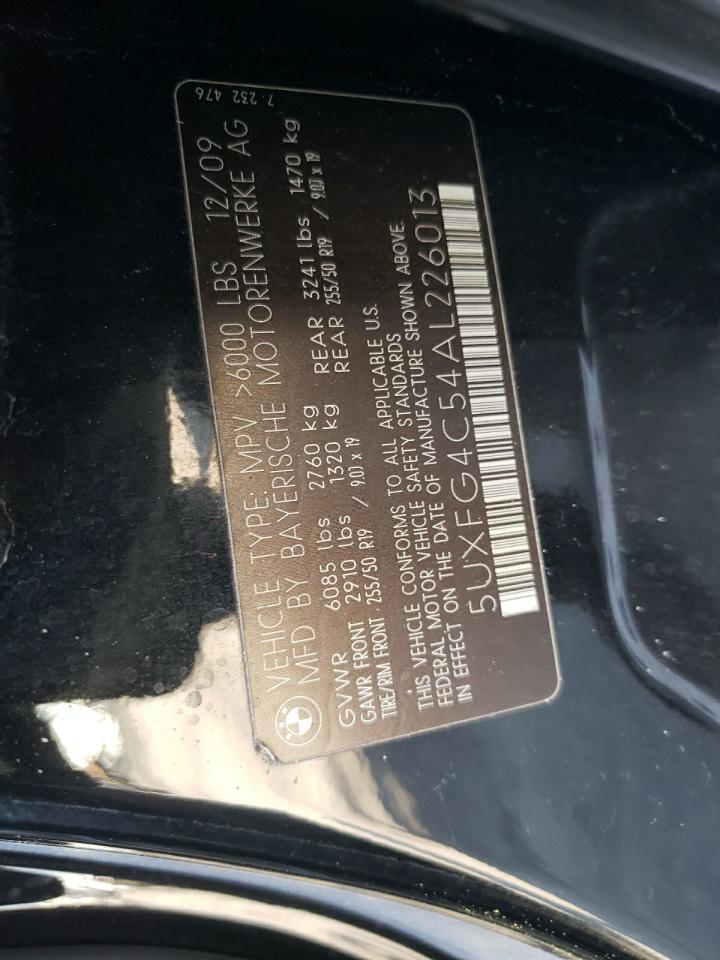 7 232 476
VEHICLE TYPE: MPV >6000 LBS 12/09
MFD BY BAYERISCHE MOTORENWERKE AG
GVWR 6085 lbs 2760 kg
GAWR FRONT 2910 lbs 1320 kg REAR 3241 lbs 1470 kg
TIRE/RIM FRONT 255/50 R19 / 9.0J x 19 REAR 255/50 R19 / 9.0J x 19
THIS VEHICLE CONFORMS TO ALL APPLICABLE U.S.
FEDERAL MOTOR VEHICLE SAFETY STANDARDS
IN EFFECT ON THE DATE OF MANUFACTURE SHOWN ABOVE.
5UXFG4C54AL226013